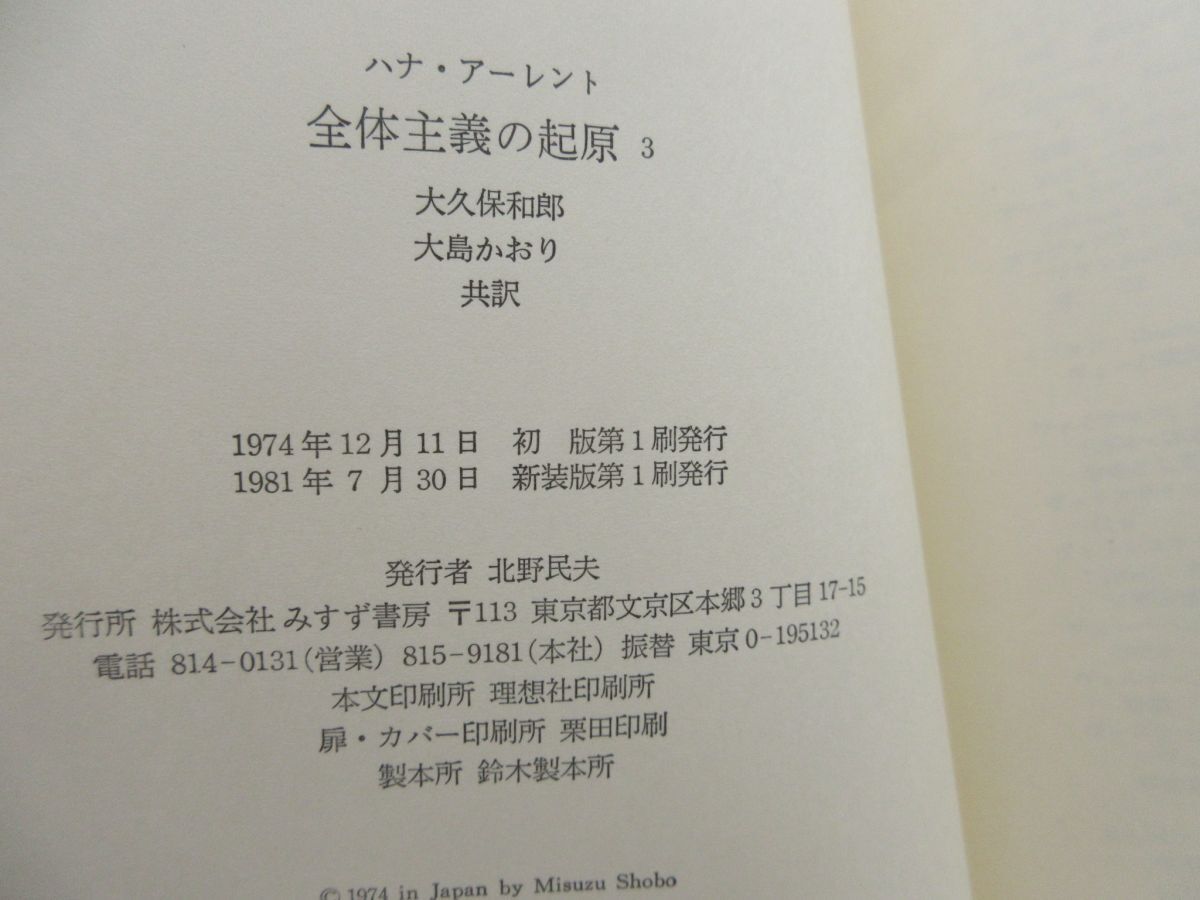 ハナ・アーレント
全体主義の起原 3
大久保和郎
大島かおり
共訳
1974年12月11日 初 版第1刷発行
1981年 7 月30日 新装版第1刷発行
発行者 北野民夫
発行所 株式会社 みすず書房 〒113 東京都文京区本郷3丁目17-15
電話 814-0131(営業) 815-9181(本社) 振替 東京0-195132
本文印刷所 理想社印刷所
扉・カバー印刷所 栗田印刷
製本所 鈴木製本所
© 1974 in Japan by Misuzu Shobo